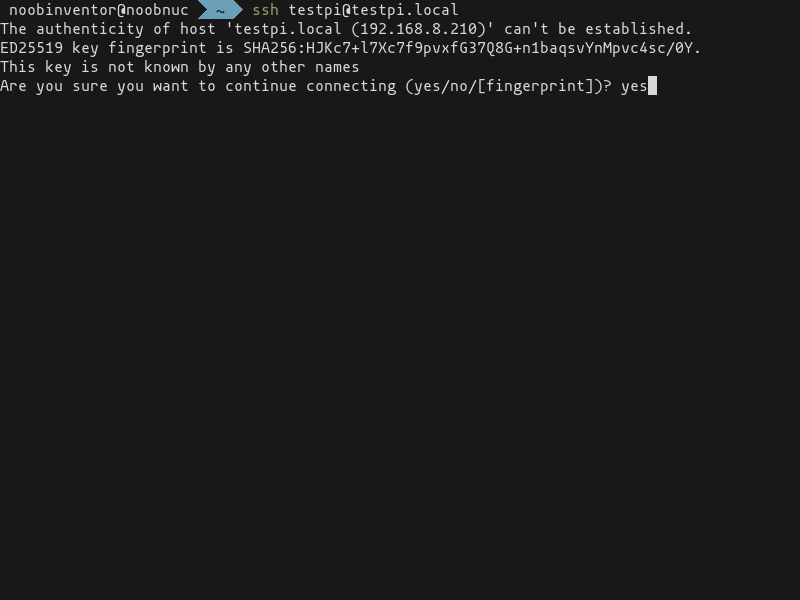 noobinventor@noobnuc ~ ssh testpi@testpi.local
The authenticity of host 'testpi.local (192.168.8.210)' can't be established.
ED25519 key fingerprint is SHA256:HJKc7+l7Xc7f9pvxfG37Q8G+n1baqsvYnMpvc4sc/0Y.
This key is not known by any other names
Are you sure you want to continue connecting (yes/no/[fingerprint])? yes